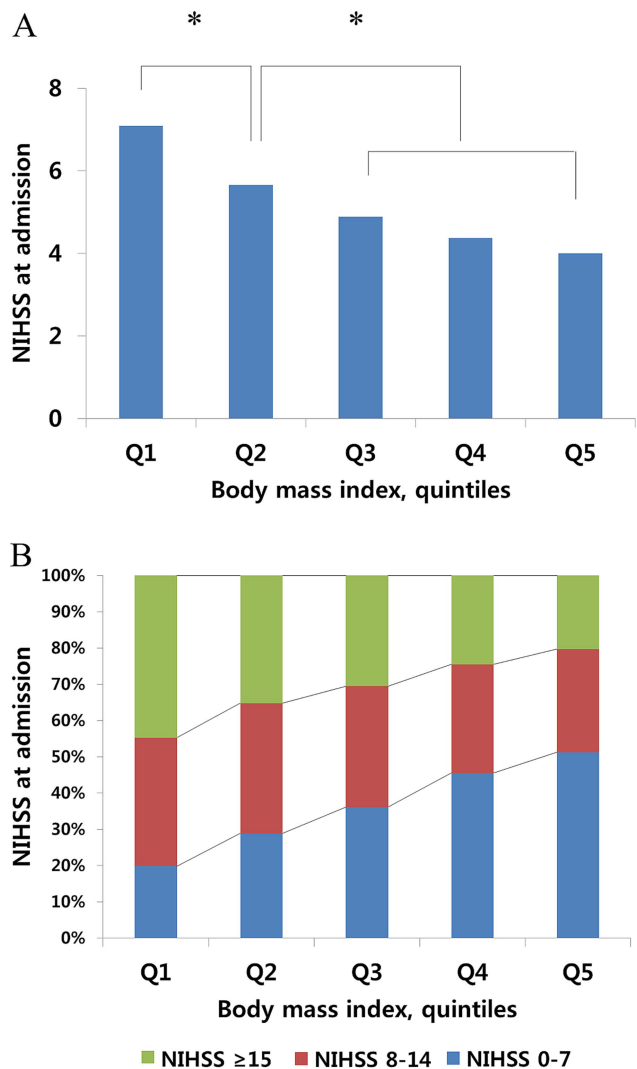 A
* *
NIHSS at admission
8
6
4
2
0
Q1 Q2 Q3 Q4 Q5
Body mass index, quintiles
B
NIHSS at admission
100%
90%
80%
70%
60%
50%
40%
30%
20%
10%
0%
Q1 Q2 Q3 Q4 Q5
Body mass index, quintiles
NIHSS ≥15 NIHSS 8-14 NIHSS 0-7